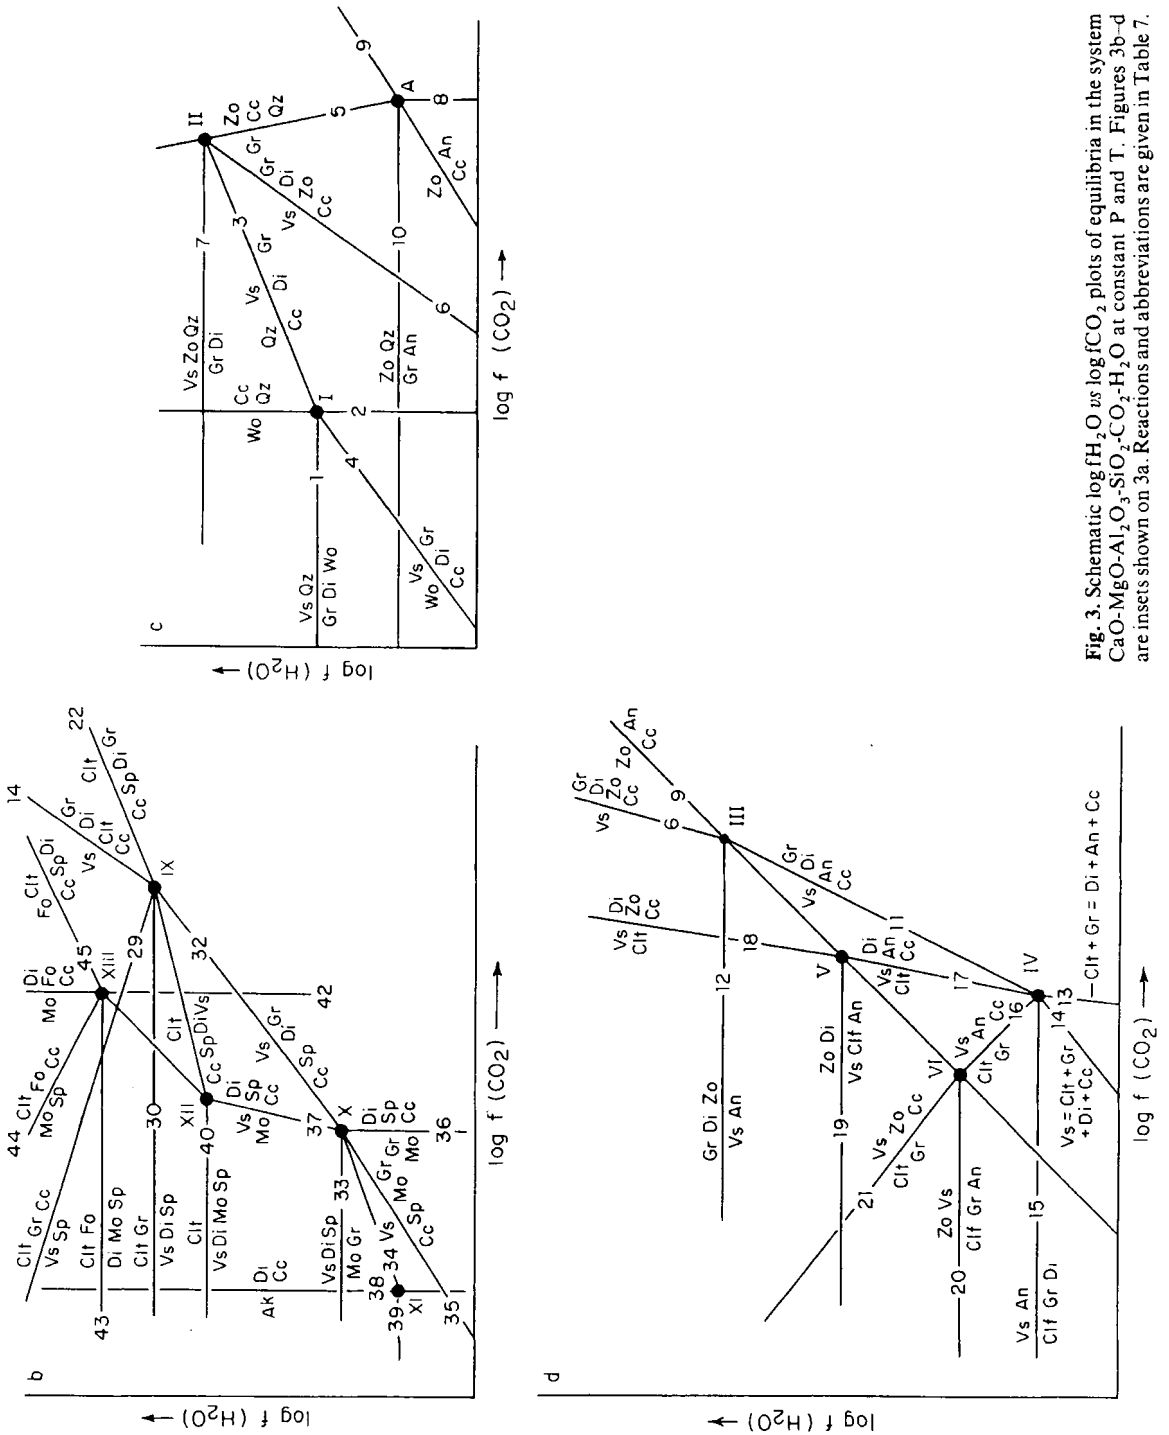 b
log f (H₂O) →
log f (CO₂) →
14
22
Clt
Cc Sp Di Gr
Vs
Gr
Di
Clt
Cc
Fo Clt
Cc Sp Di
IX
29
32
45
XIII
Di
Fo
Cc
Mo
42
44
Clt Fo Cc
Mo Sp
Clt Gr Cc
Vs Sp
43
Clt Fo
Di Mo Sp
30
Clt Gr
Vs Di Sp
Clt
Cc Sp Di Vs
XII
40
Clt
Vs Di Mo Sp
Vs Gr
Di
Cc Sp
Vs
Mo
Di
Sp
Cc
37
X
Di
Sp
Cc
Gr
Mo
36
33
Vs Di Sp
Mo Gr
34 Vs
Gr Mo
Cc Sp
35
Ak
Di
Cc
38
39
XI
c
log f (H₂O) →
log f (CO₂) →
9
A
8
II
Zo
Cc
Qz
Gr
5
7
Vs Zo Qz
Gr Di
3
Vs Gr
Qz Di
Cc
Gr
Di
Vs Zo
Cc
6
10
Zo Qz
Gr An
Zo An
Cc
Cc
Wo Qz
I
2
1
Vs Qz
Gr Di Wo
4
Vs Gr
Wo Di
Cc
d
log f (H₂O) →
log f (CO₂) →
Gr
Di
Zo
Cc
Vs
6
9
Zo
An
Cc
III
Di
Vs Zo
Clt Cc
18
12
Gr Di Zo
Vs An
Gr
Vs Di
An
Cc
11
V
Di
Vs An
Clt Cc
17
19
Zo Di
Vs Clt An
IV
16
13
14
-Clt + Gr = Di + An + Cc
Vs = Clt + Gr
+ Di + Cc
VI
Vs An Cc
Clt Gr
Vs Zo Cc
Clt Gr
21
20
Zo Vs
Clt Gr An
15
Vs An
Clt Gr Di
Fig. 3. Schematic log fH₂O vs log fCO₂ plots of equilibria in the system
CaO-MgO-Al₂O₃-SiO₂-CO₂-H₂O at constant P and T. Figures 3b–d
are insets shown on 3a. Reactions and abbreviations are given in Table 7.